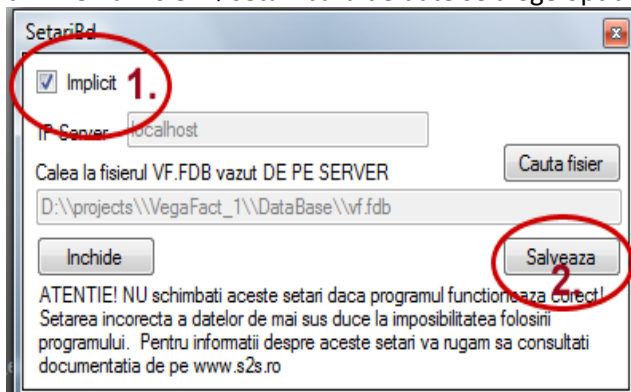 SetariBd
Implicit 1.
IP Server localhost
Calea la fisierul VF.FDB vazut DE PE SERVER
Cauta fisier
D:\\projects\\VegaFact_1\\DataBase\\vf.fdb
Inchide
Salveaza
2.
ATENTIE! NU schimbati aceste setari daca programul functioneaza corect!
Setarea incorecta a datelor de mai sus duce la imposibilitatea folosirii
programului. Pentru informatii despre aceste setari va rugam sa consultati
documentatia de pe www.s2s.ro